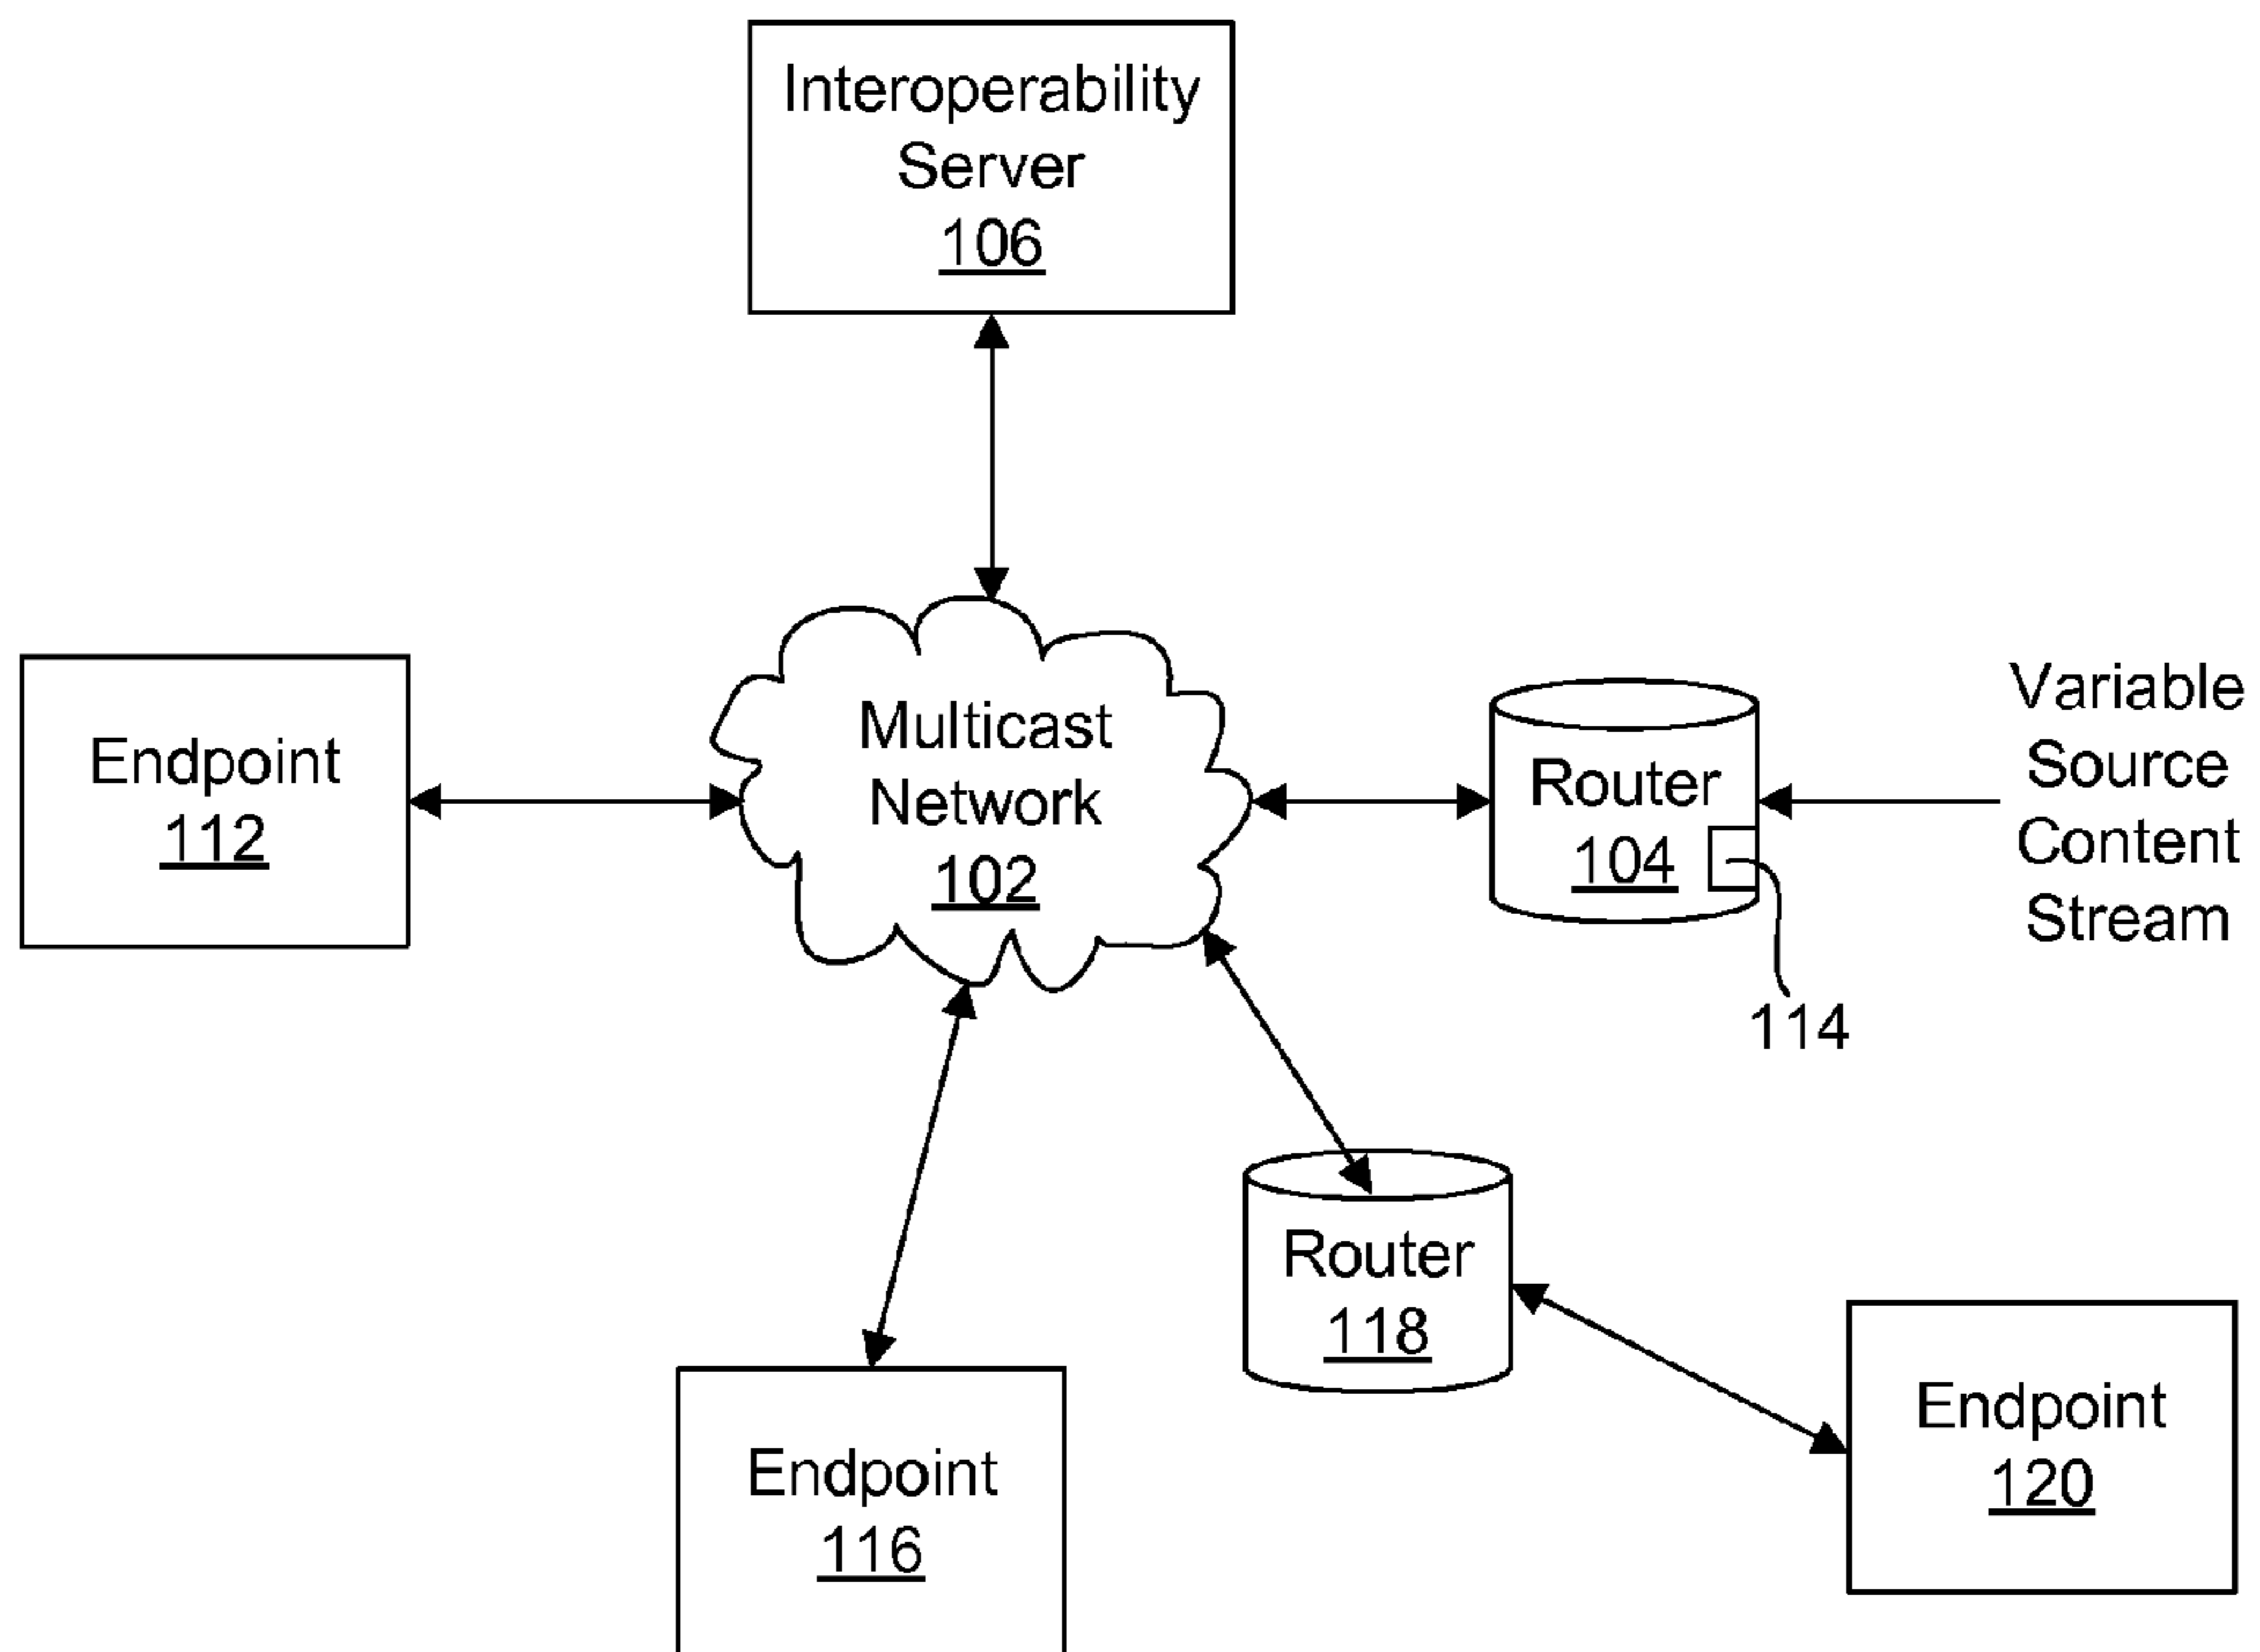 Interoperability
Server
106
Multicast
Network
102
Endpoint
112
Router
104
Variable
Source
Content
Stream
114
Router
118
Endpoint
116
Endpoint
120